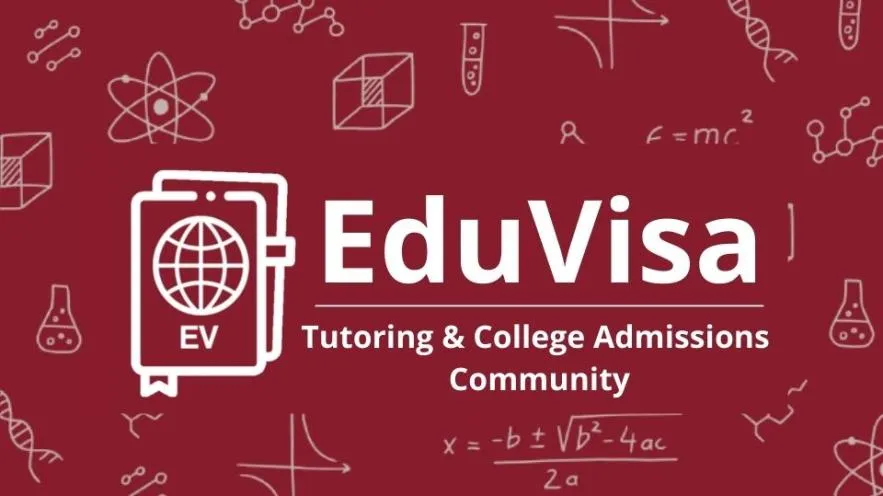 E=mc²
EduVisa
EV
Tutoring & College Admissions
Community
x = -b ± √b²-4ac
2a